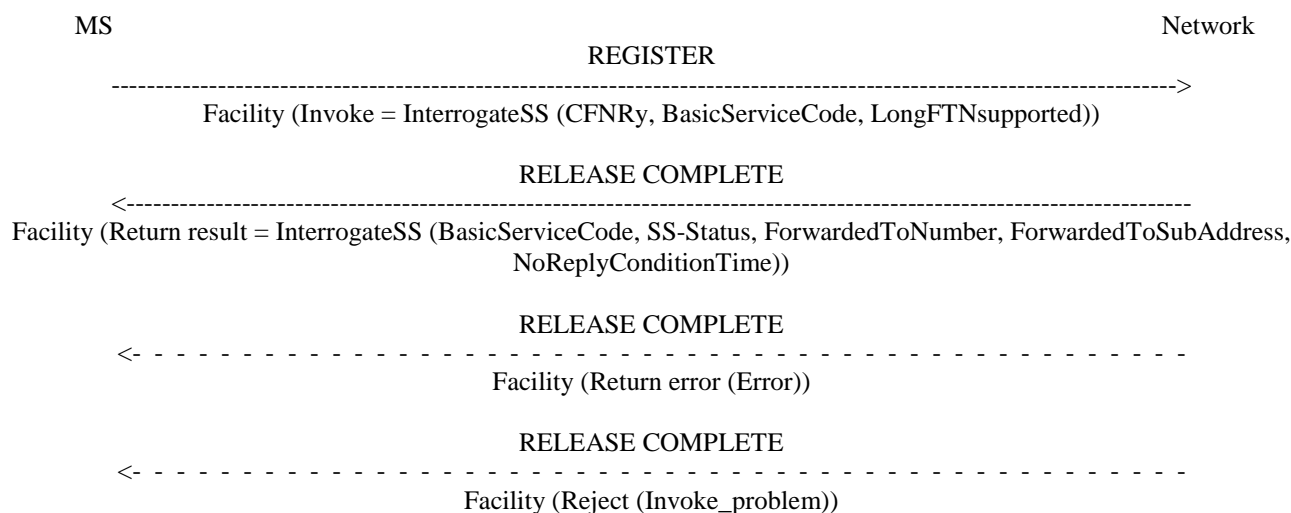 MS Network
REGISTER
------------------------------------------------------------------------------------------------------------------------>
Facility (Invoke = InterrogateSS (CFNRy, BasicServiceCode, LongFTNsupported))
RELEASE COMPLETE
<------------------------------------------------------------------------------------------------------------------------
Facility (Return result = InterrogateSS (BasicServiceCode, SS-Status, ForwardedToNumber, ForwardedToSubAddress,
NoReplyConditionTime))
RELEASE COMPLETE
<- - - - - - - - - - - - - - - - - - - - - - - - - - - - - - - - - - - - - - - - - - - - - - - -
Facility (Return error (Error))
RELEASE COMPLETE
<- - - - - - - - - - - - - - - - - - - - - - - - - - - - - - - - - - - - - - - - - - - - - - - -
Facility (Reject (Invoke_problem))